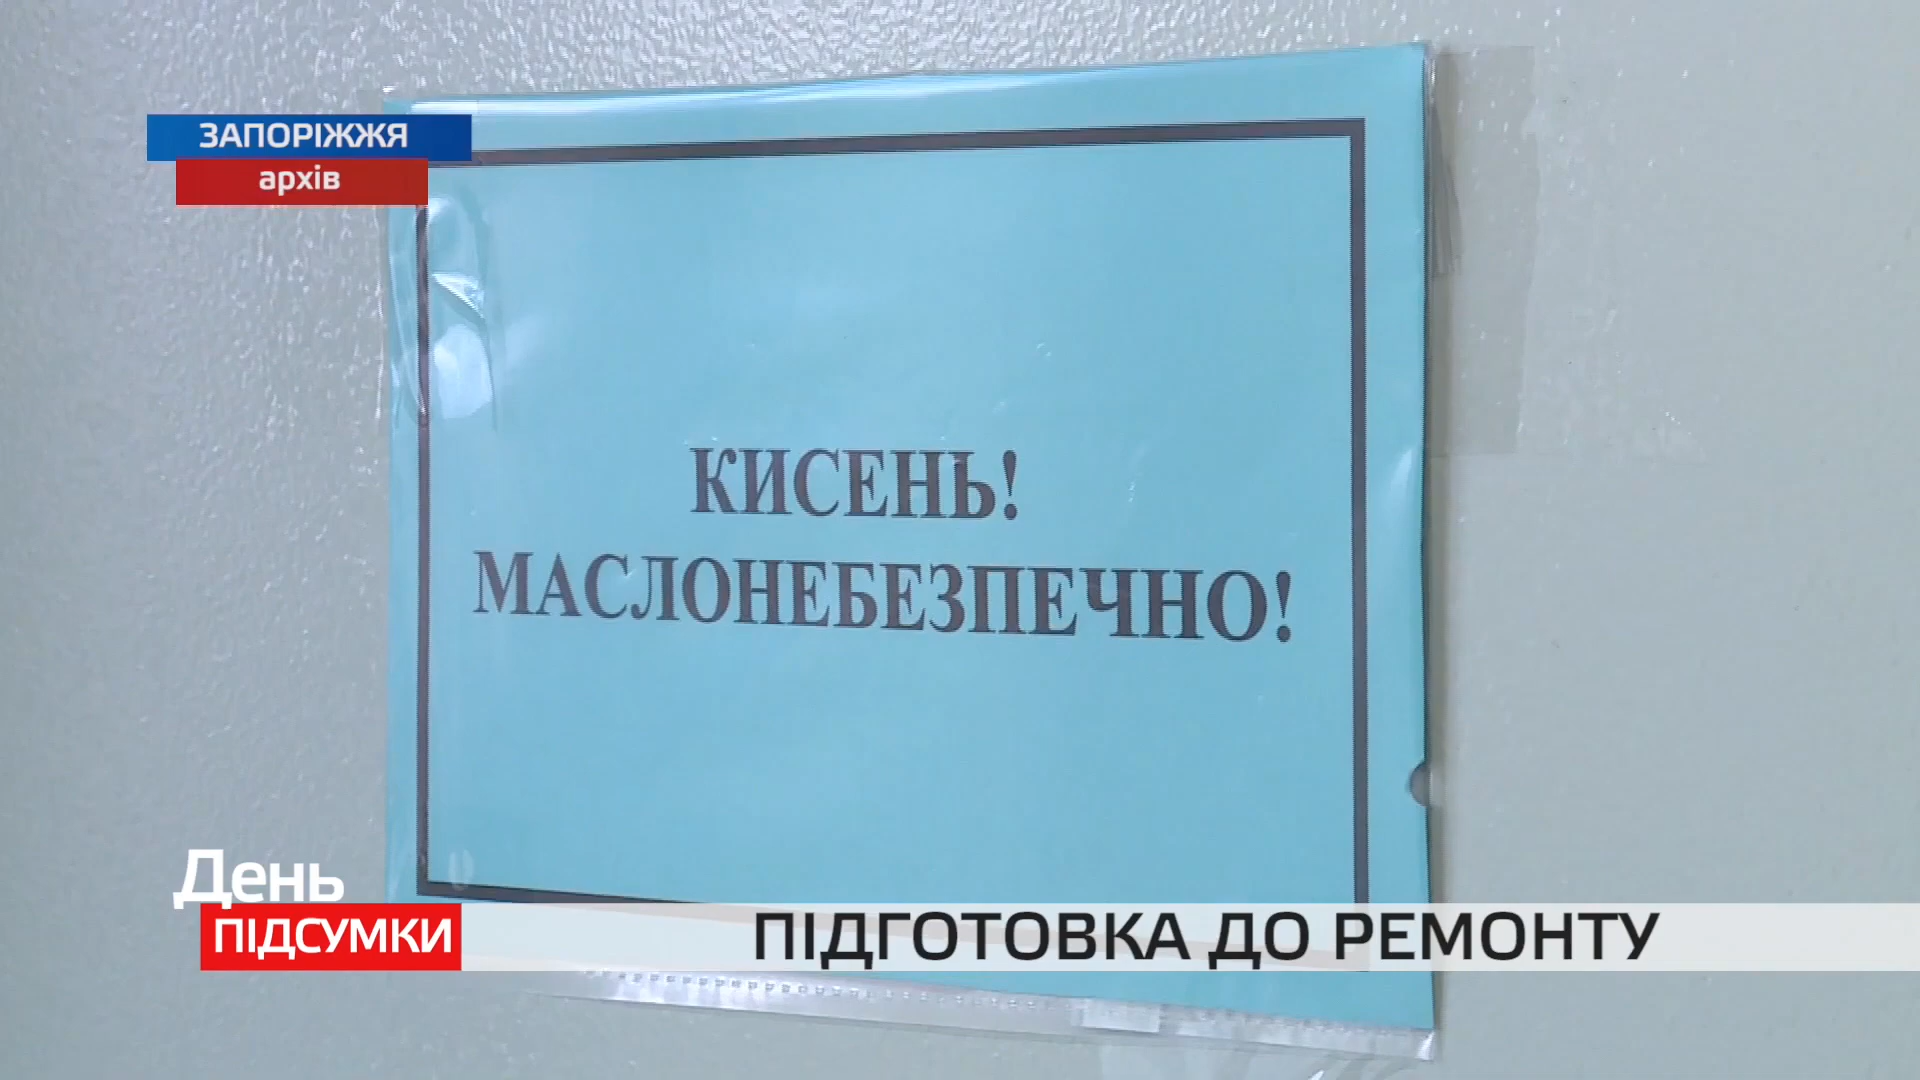 ЗАПОРІЖЖЯ
архів
КИСЕНЬ!
МАСЛОНЕБЕЗПЕЧНО!
День
ПІДСУМКИ
ПІДГОТОВКА ДО РЕМОНТУ